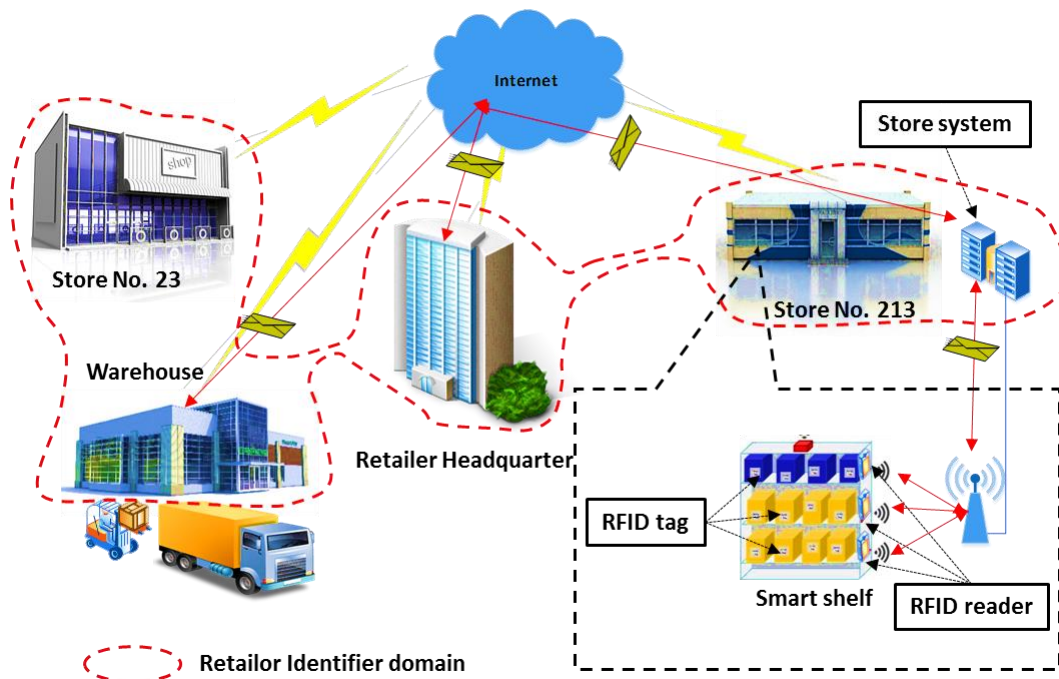 Internet
Store system
shop
Store No. 23
Store No. 213
Warehouse
Retailer Headquarter
RFID tag
Smart shelf
RFID reader
Retailor Identifier domain